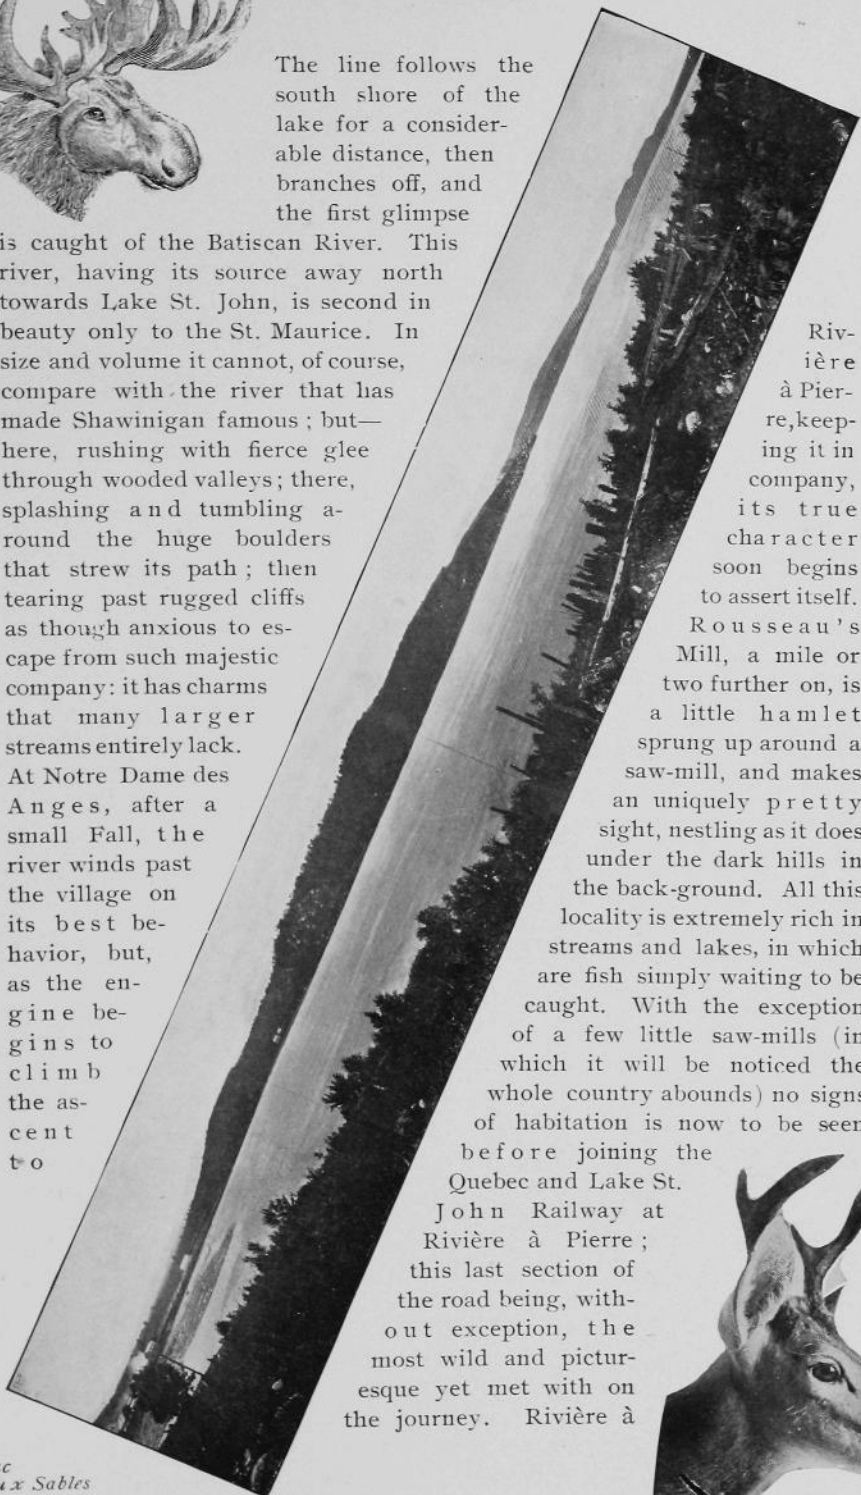 The line follows the
south shore of the
lake for a consider-
able distance, then
branches off, and
the first glimpse
is caught of the Batiscan River. This
river, having its source away north
towards Lake St. John, is second in
beauty only to the St. Maurice. In
size and volume it cannot, of course,
compare with the river that has
made Shawinigan famous ; but—
here, rushing with fierce glee
through wooded valleys ; there,
splashing and tumbling a-
round the huge boulders
that strew its path ; then
tearing past rugged cliffs
as though anxious to es-
cape from such majestic
company: it has charms
that many larger
streams entirely lack.
At Notre Dame des
Anges, after a
small Fall, the
river winds past
the village on
its best be-
havior, but,
as the en-
gine be-
gins to
climb
the as-
cent
to
Riv-
ière
à Pier-
re, keep-
ing it in
company,
its true
character
soon begins
to assert itself.
Rousseau's
Mill, a mile or
two further on, is
a little hamlet
sprung up around a
saw-mill, and makes
an uniquely pretty
sight, nestling as it does
under the dark hills in
the back-ground. All this
locality is extremely rich in
streams and lakes, in which
are fish simply waiting to be
caught. With the exception
of a few little saw-mills (in
which it will be noticed the
whole country abounds) no signs
of habitation is now to be seen
before joining the
Quebec and Lake St.
John Railway at
Rivière à Pierre ;
this last section of
the road being, with-
out exception, the
most wild and pictur-
esque yet met with on
the journey. Rivière à
Sables